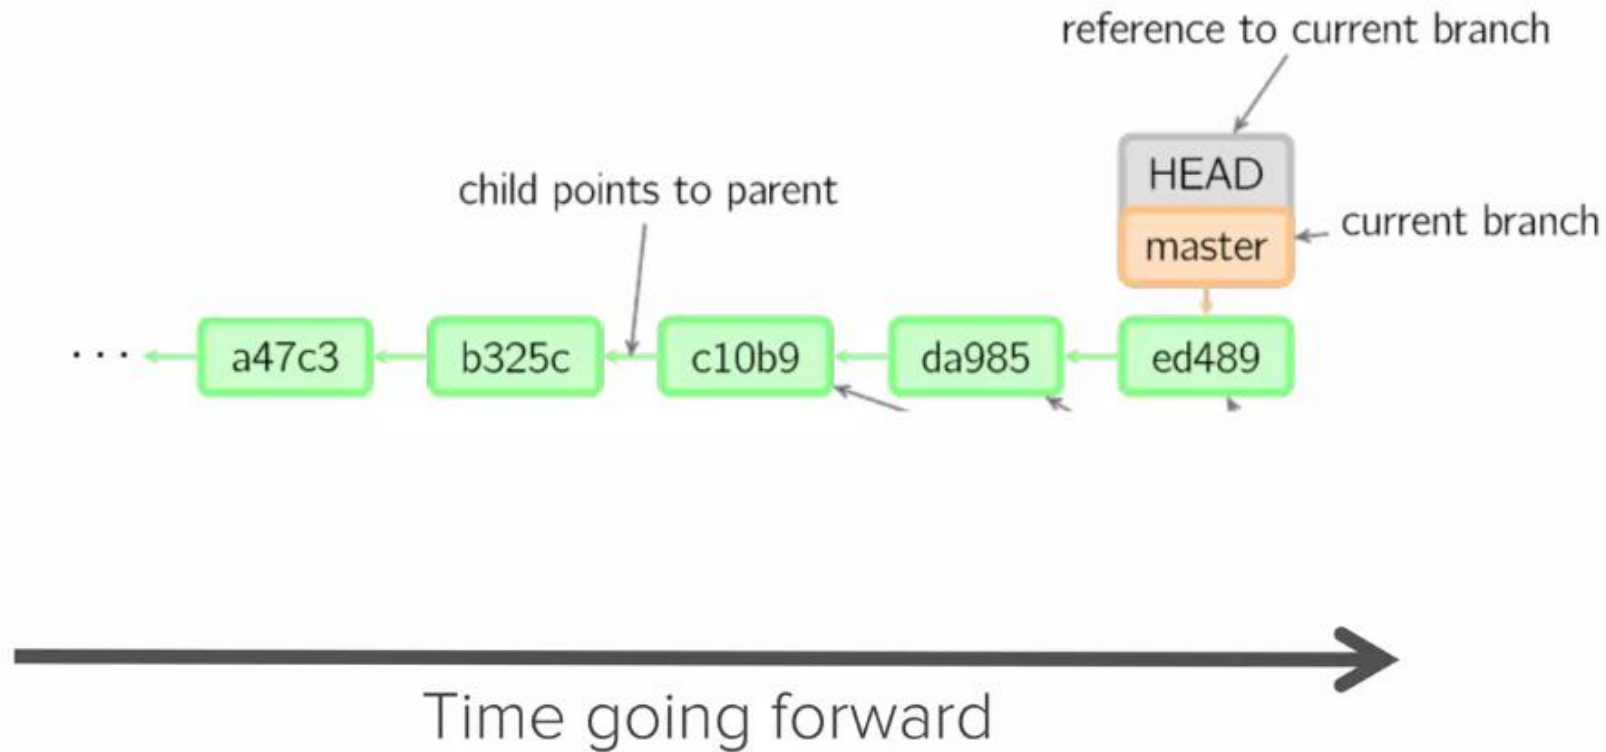 reference to current branch
HEAD
child points to parent
current branch
master
... a47c3 b325c c10b9 da985 ed489
Time going forward